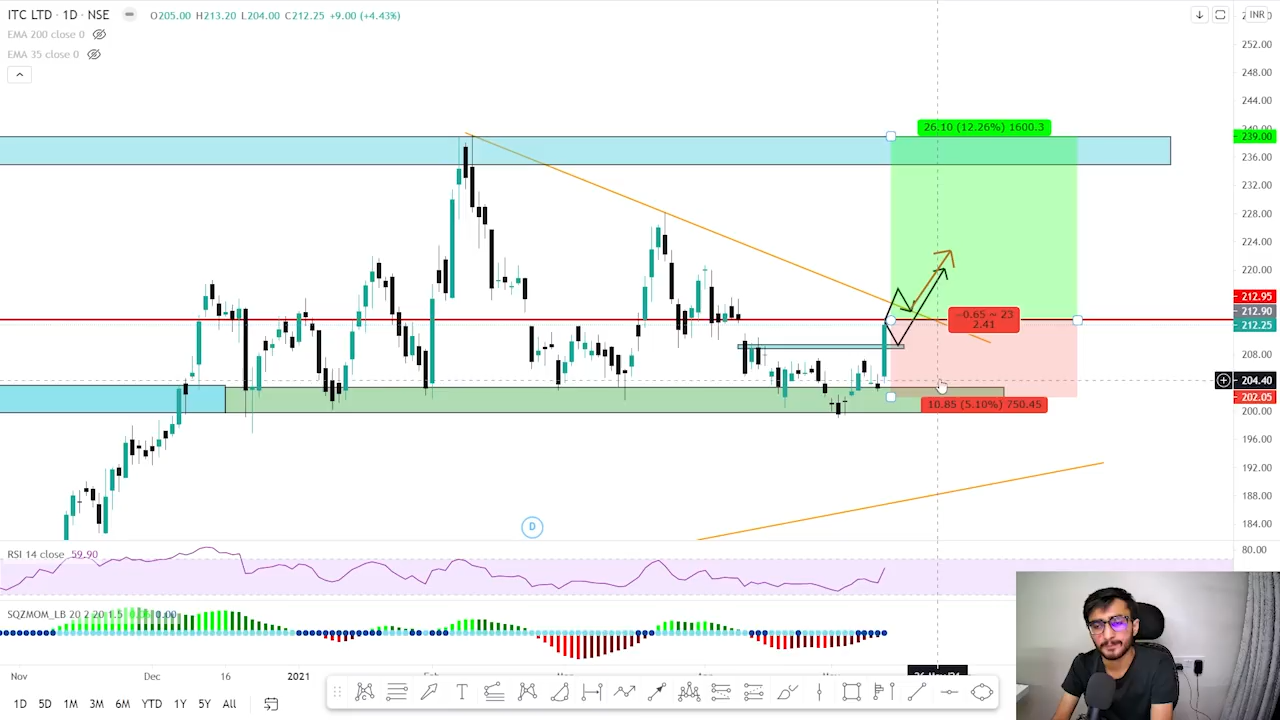 ITC LTD · 1D · NSE
O205.00 H213.20 L204.00 C212.25 +9.00 (+4.43%)
EMA 200 close 0
EMA 35 close 0
INR
252.00
248.00
244.00
239.00
236.00
232.00
228.00
224.00
220.00
212.95
212.90
212.25
208.00
204.40
202.05
200.00
196.00
192.00
188.00
184.00
80.00
26.10 (12.26%) 1600.3
−0.65 ~ 23
2.41
10.85 (5.10%) 750.45
D
RSI 14 close 59.90
SQZMOM_LB 20 2 20 1.5 0.00
Nov
Dec
16
2021
1D 5D 1M 3M 6M YTD 1Y 5Y All
T